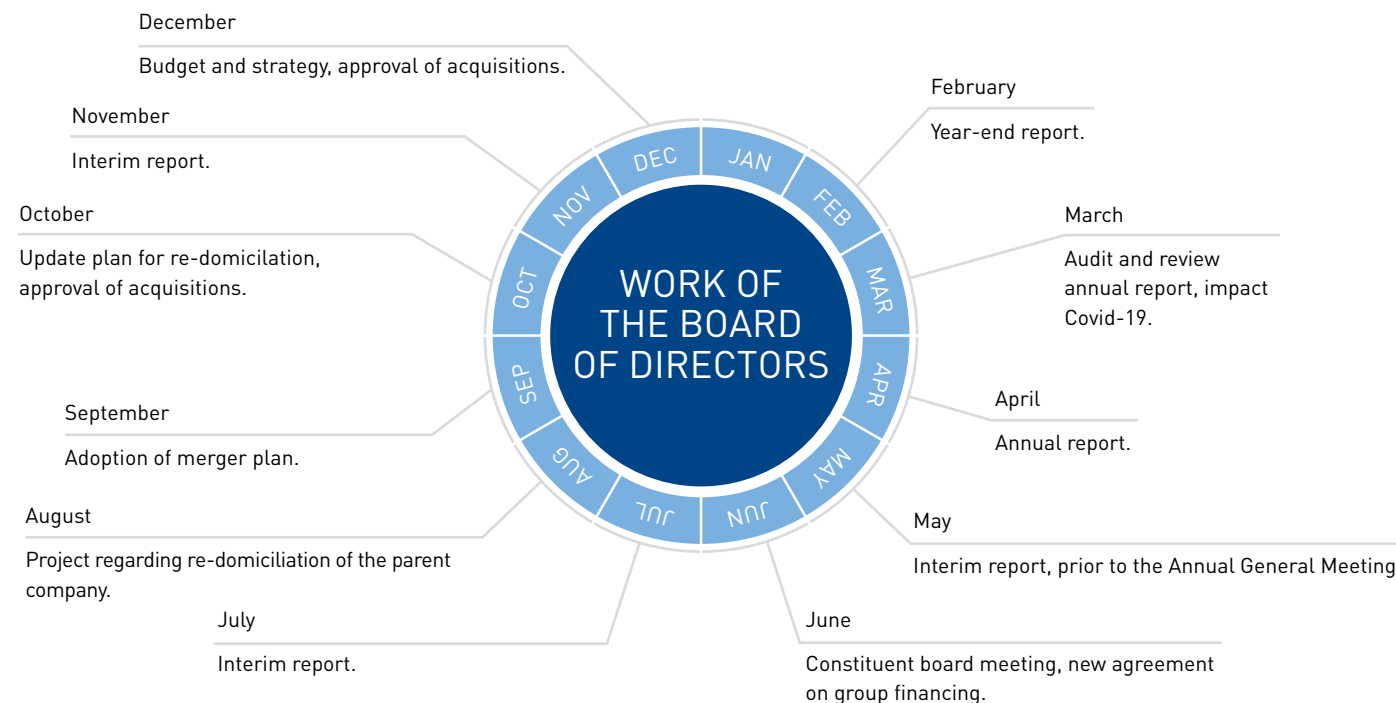 December
Budget and strategy, approval of acquisitions.
November
Interim report.
October
Update plan for re-domicilation,
approval of acquisitions.
September
Adoption of merger plan.
August
Project regarding re-domiciliation of the parent
company.
July
Interim report.
February
Year-end report.
March
Audit and review
annual report, impact
Covid-19.
April
Annual report.
May
Interim report, prior to the Annual General Meeting
June
Constituent board meeting, new agreement
on group financing.
JAN
FEB
MAR
APR
MAY
JUN
JUL
AUG
SEP
OCT
NOV
DEC
WORK OF
THE BOARD
OF DIRECTORS